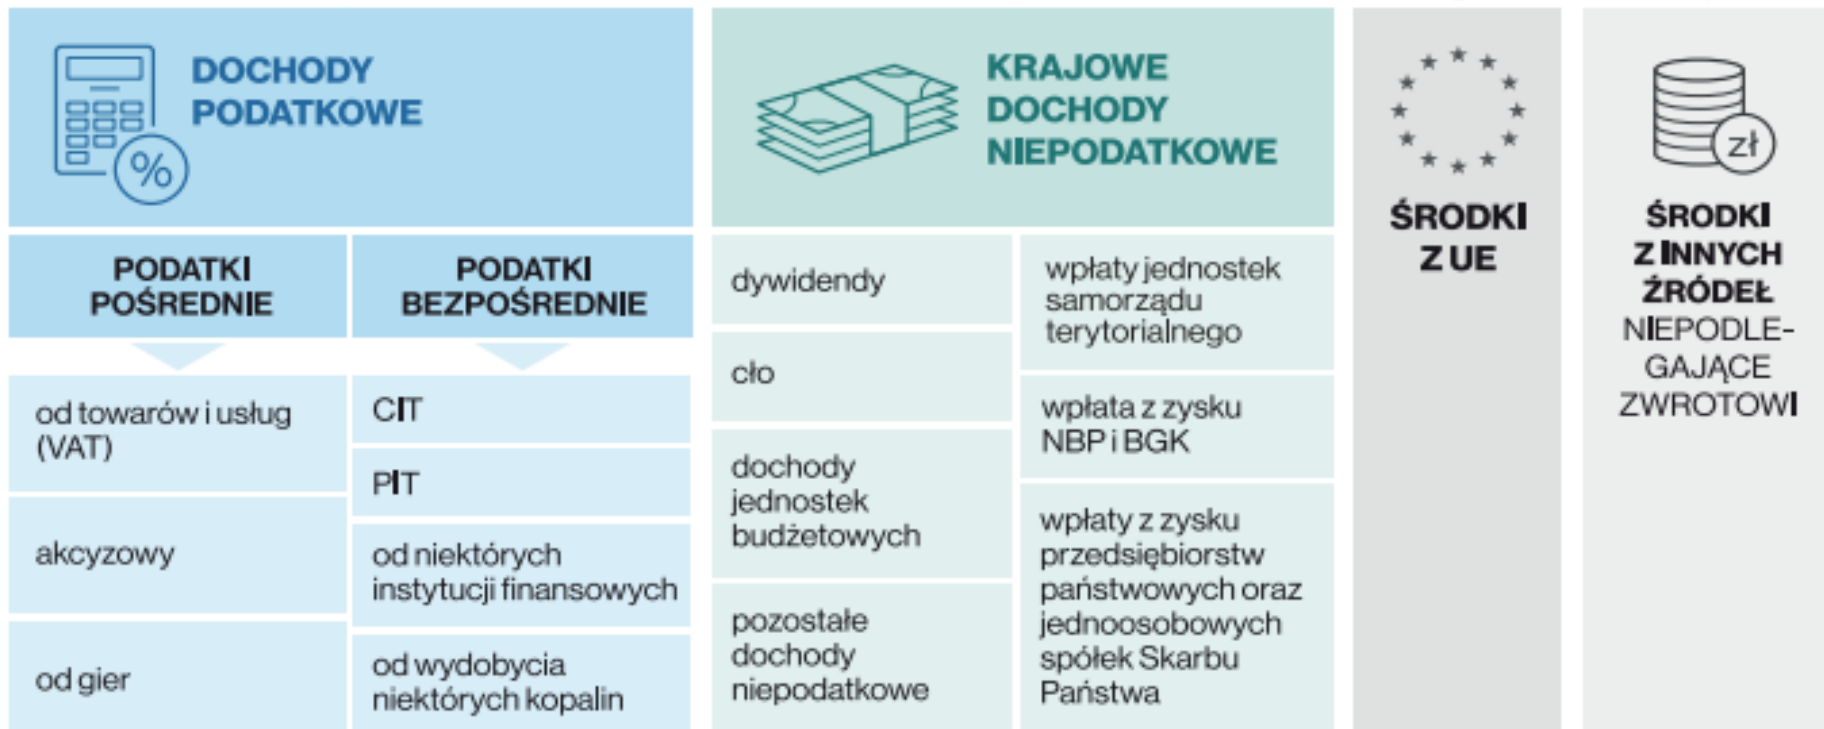 DOCHODY
PODATKOWE
%
PODATKI
POŚREDNIE
PODATKI
BEZPOŚREDNIE
od towarów i usług
(VAT)
akcyzowy
od gier
CIT
PIT
od niektórych
instytucji finansowych
od wydobycia
niektórych kopalin
KRAJOWE
DOCHODY
NIEPODATKOWE
dywidendy
cło
dochody
jednostek
budżetowych
pozostałe
dochody
niepodatkowe
wpłaty jednostek
samorządu
terytorialnego
wpłata z zysku
NBP i BGK
wpłaty z zysku
przedsiębiorstw
państwowych oraz
jednoosobowych
spółek Skarbu
Państwa
ŚRODKI
Z UE
zł
ŚRODKI
Z INNYCH
ŹRÓDEŁ
NIEPODLE-
GAJĄCE
ZWROTOWI